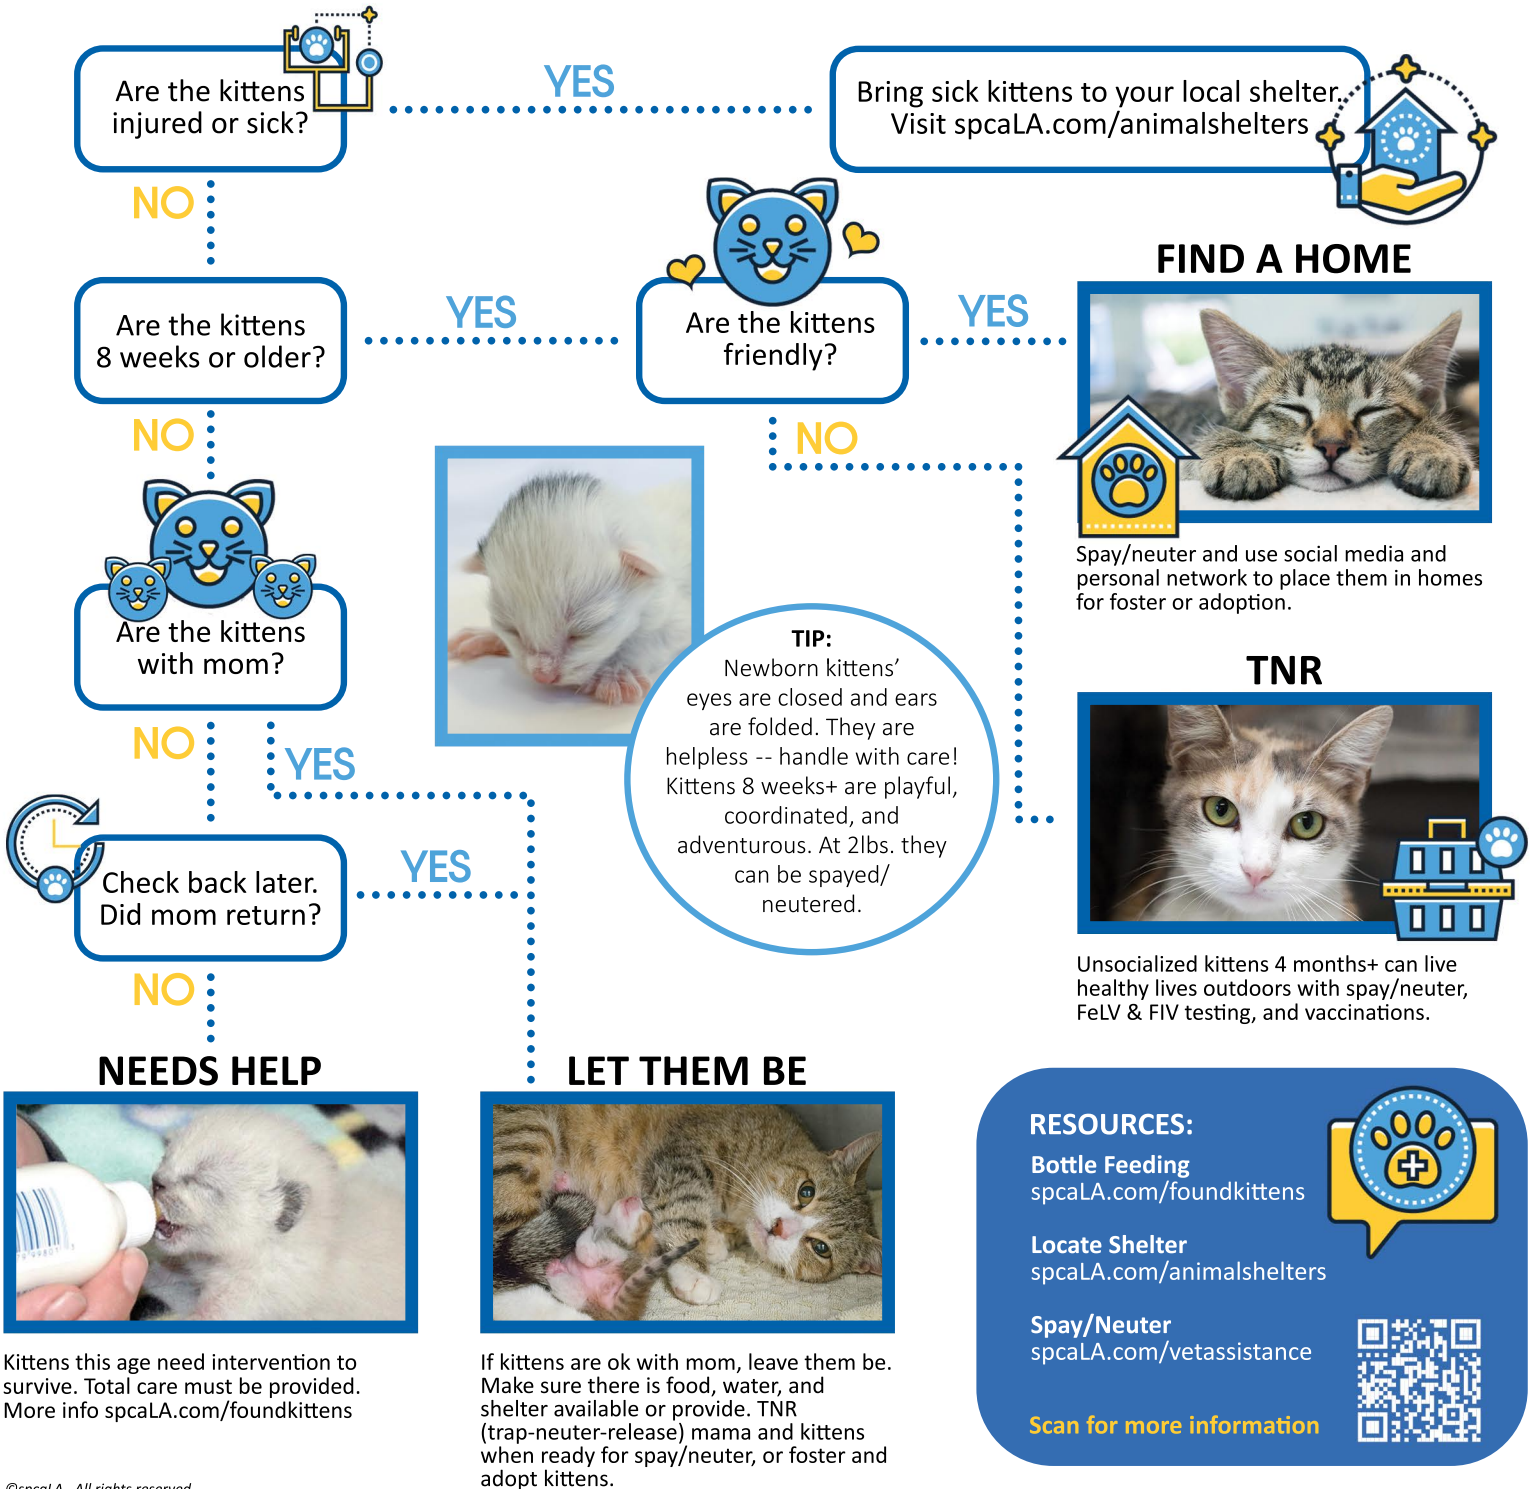 Are the kittens
injured or sick?
YES
Bring sick kittens to your local shelter.
Visit spcaLA.com/animalshelters
NO
Are the kittens
8 weeks or older?
YES
Are the kittens
friendly?
YES
FIND A HOME
Spay/neuter and use social media and
personal network to place them in homes
for foster or adoption.
NO
TNR
Unsocialized kittens 4 months+ can live
healthy lives outdoors with spay/neuter,
FeLV & FIV testing, and vaccinations.
NO
Are the kittens
with mom?
TIP:
Newborn kittens’
eyes are closed and ears
are folded. They are
helpless -- handle with care!
Kittens 8 weeks+ are playful,
coordinated, and
adventurous. At 2lbs. they
can be spayed/
neutered.
NO
YES
Check back later.
Did mom return?
YES
NO
NEEDS HELP
Kittens this age need intervention to
survive. Total care must be provided.
More info spcaLA.com/foundkittens
LET THEM BE
If kittens are ok with mom, leave them be.
Make sure there is food, water, and
shelter available or provide. TNR
(trap-neuter-release) mama and kittens
when ready for spay/neuter, or foster and
adopt kittens.
RESOURCES:
Bottle Feeding
spcaLA.com/foundkittens
Locate Shelter
spcaLA.com/animalshelters
Spay/Neuter
spcaLA.com/vetassistance
Scan for more information
©spcaLA. All rights reserved